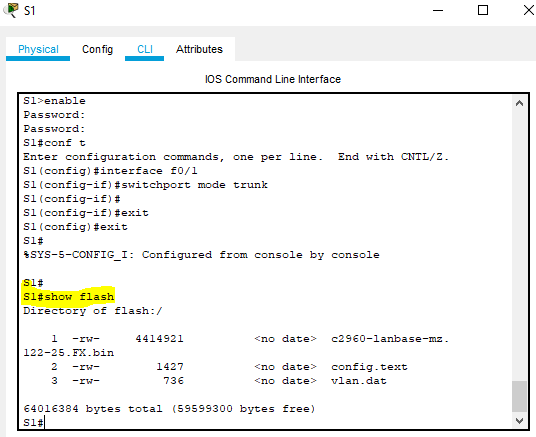 S1
Physical Config CLI Attributes
IOS Command Line Interface
S1>enable
Password:
Password:
S1#conf t
Enter configuration commands, one per line.  End with CNTL/Z.
S1(config)#interface f0/1
S1(config-if)#switchport mode trunk
S1(config-if)#
S1(config-if)#exit
S1(config)#exit
S1#
%SYS-5-CONFIG_I: Configured from console by console
S1#
S1#show flash
Directory of flash:/
1  -rw-     4414921          <no date>  c2960-lanbase-mz.
122-25.FX.bin
2  -rw-        1427          <no date>  config.text
3  -rw-         736          <no date>  vlan.dat
64016384 bytes total (59599300 bytes free)
S1#